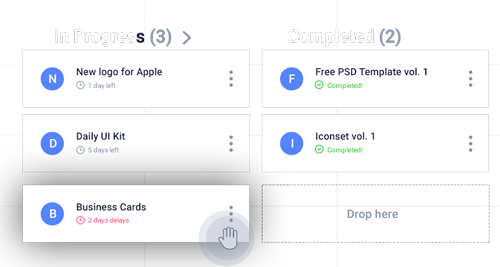 In Progress (3)
Completed (2)
N
New logo for Apple
1 day left
F
Free PSD Template vol. 1
Completed!
D
Daily UI Kit
5 days left
I
Iconset vol. 1
Completed!
B
Business Cards
2 days delays
Drop here